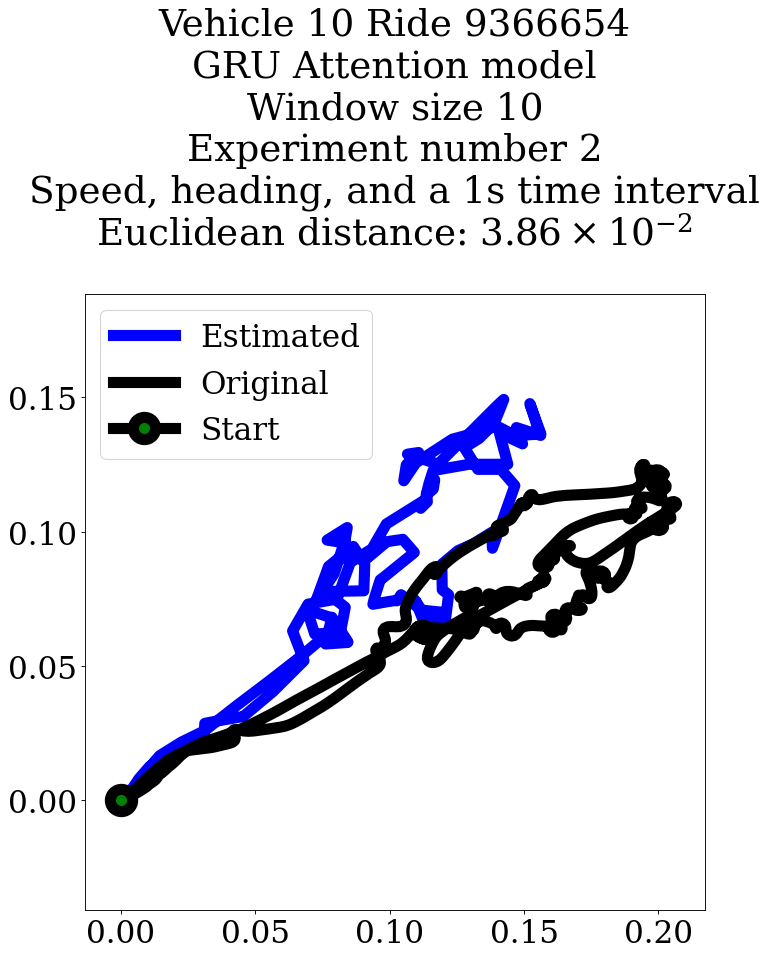 Vehicle 10 Ride 9366654
GRU Attention model
Window size 10
Experiment number 2
Speed, heading, and a 1s time interval
Euclidean distance: 3.86 × 10⁻²
Estimated
Original
Start
0.15
0.10
0.05
0.00
0.00 0.05 0.10 0.15 0.20